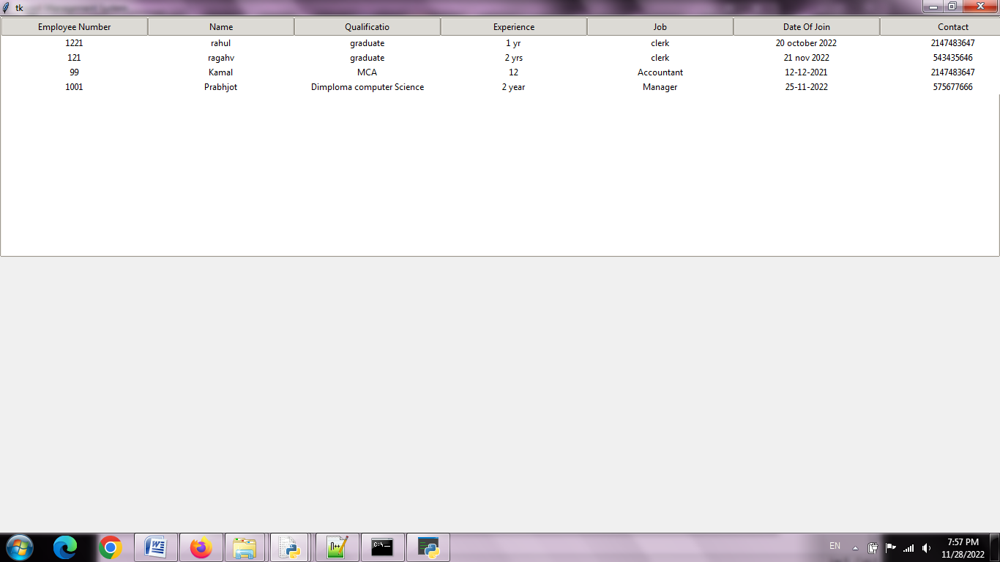 tk
Employee Number Name Qualificatio Experience Job Date Of Join Contact
1221 rahul graduate 1 yr clerk 20 october 2022 2147483647
121 ragahv graduate 2 yrs clerk 21 nov 2022 543435646
99 Kamal MCA 12 Accountant 12-12-2021 2147483647
1001 Prabhjot Dimploma computer Science 2 year Manager 25-11-2022 575677666
EN
7:57 PM
11/28/2022